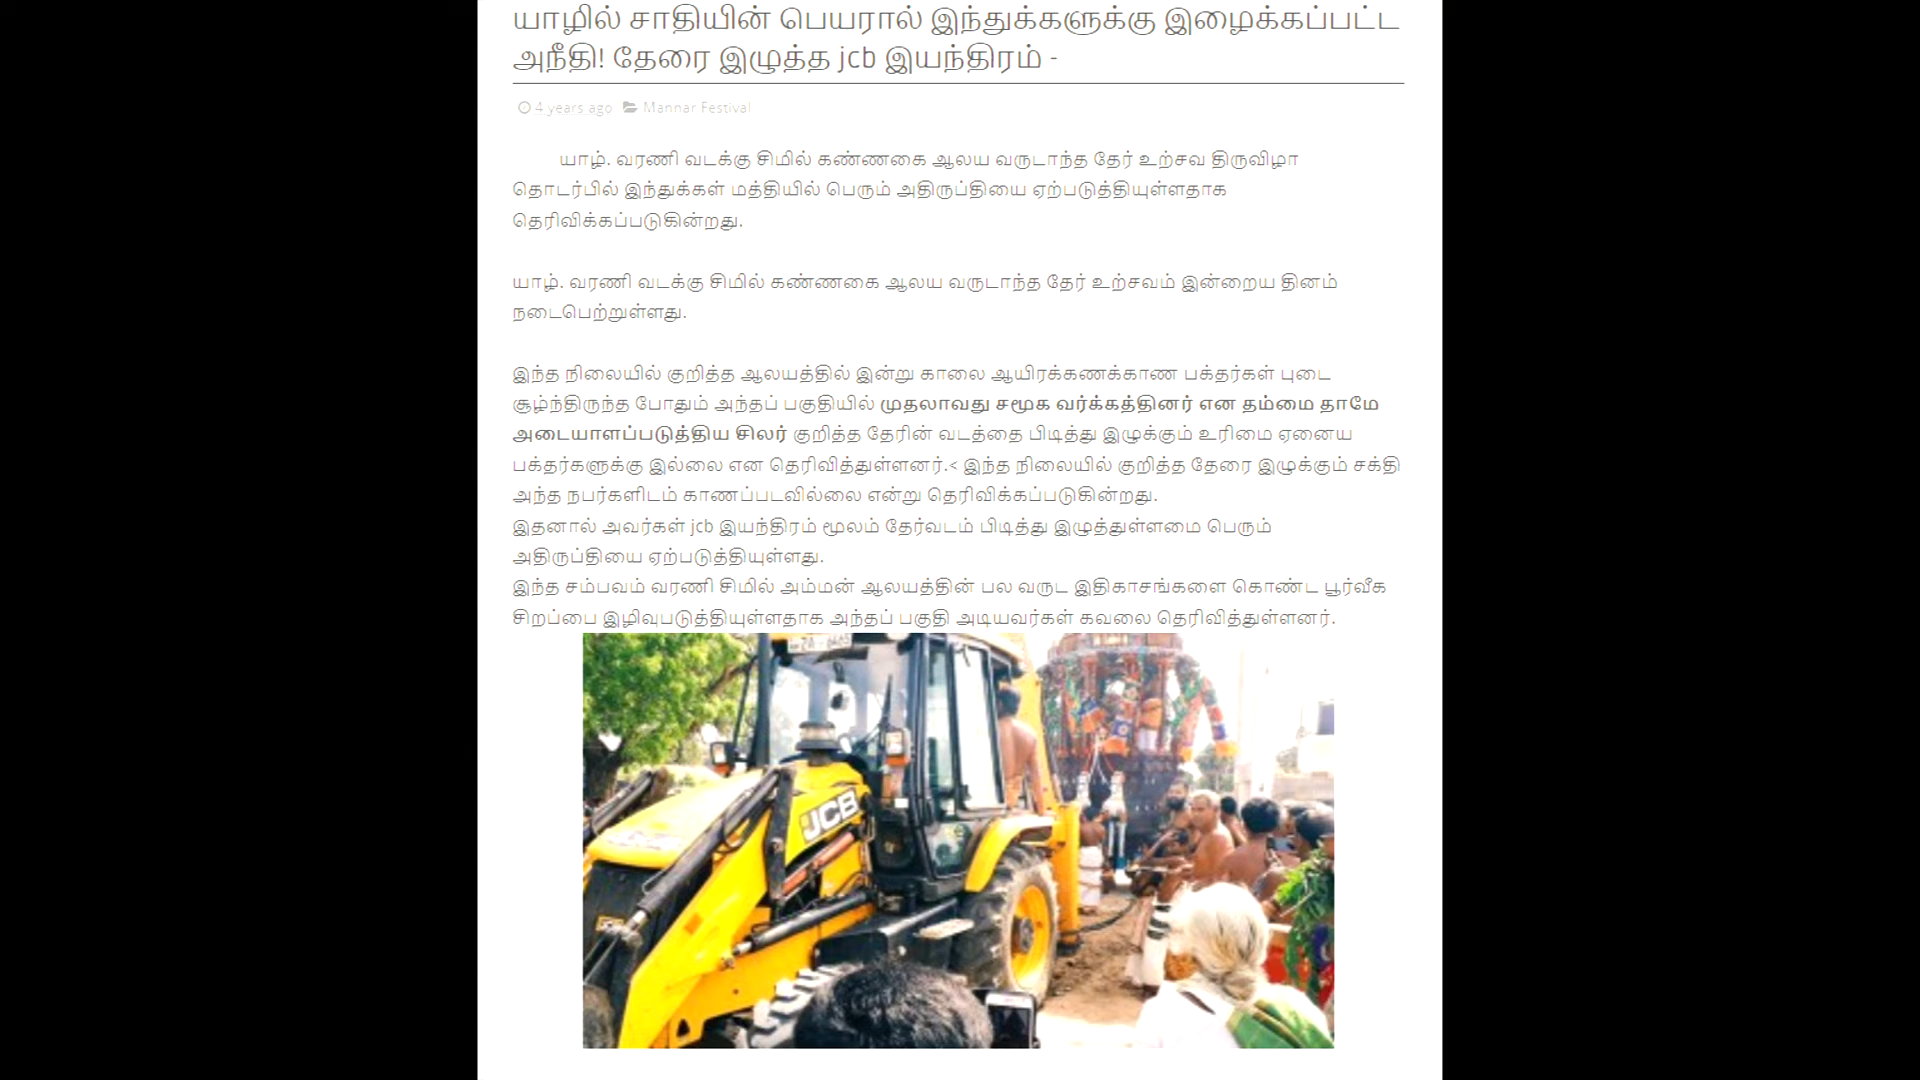 யாழில் சாதியின் பெயரால் இந்துக்களுக்கு இழைக்கப்பட்ட
அநீதி! தேரை இழுத்த jcb இயந்திரம் -
4 years ago Mannar Festival
யாழ். வரணி வடக்கு சிமில் கண்ணகை ஆலய வருடாந்த தேர் உற்சவ திருவிழா
தொடர்பில் இந்துக்கள் மத்தியில் பெரும் அதிருப்தியை ஏற்படுத்தியுள்ளதாக
தெரிவிக்கப்படுகின்றது.
யாழ். வரணி வடக்கு சிமில் கண்ணகை ஆலய வருடாந்த தேர் உற்சவம் இன்றைய தினம்
நடைபெற்றுள்ளது.
இந்த நிலையில் குறித்த ஆலயத்தில் இன்று காலை ஆயிரக்கணக்காண பக்தர்கள் புடை
சூழ்ந்திருந்த போதும் அந்தப் பகுதியில் முதலாவது சமூக வர்க்கத்தினர் என தம்மை தாமே
அடையாளப்படுத்திய சிலர் குறித்த தேரின் வடத்தை பிடித்து இழுக்கும் உரிமை ஏனைய
பக்தர்களுக்கு இல்லை என தெரிவித்துள்ளனர்.< இந்த நிலையில் குறித்த தேரை இழுக்கும் சக்தி
அந்த நபர்களிடம் காணப்படவில்லை என்று தெரிவிக்கப்படுகின்றது.
இதனால் அவர்கள் jcb இயந்திரம் மூலம் தேர்வடம் பிடித்து இழுத்துள்ளமை பெரும்
அதிருப்தியை ஏற்படுத்தியுள்ளது.
இந்த சம்பவம் வரணி சிமில் அம்மன் ஆலயத்தின் பல வருட இதிகாசங்களை கொண்ட பூர்வீக
சிறப்பை இழிவுபடுத்தியுள்ளதாக அந்தப் பகுதி அடியவர்கள் கவலை தெரிவித்துள்ளனர்.
JCB